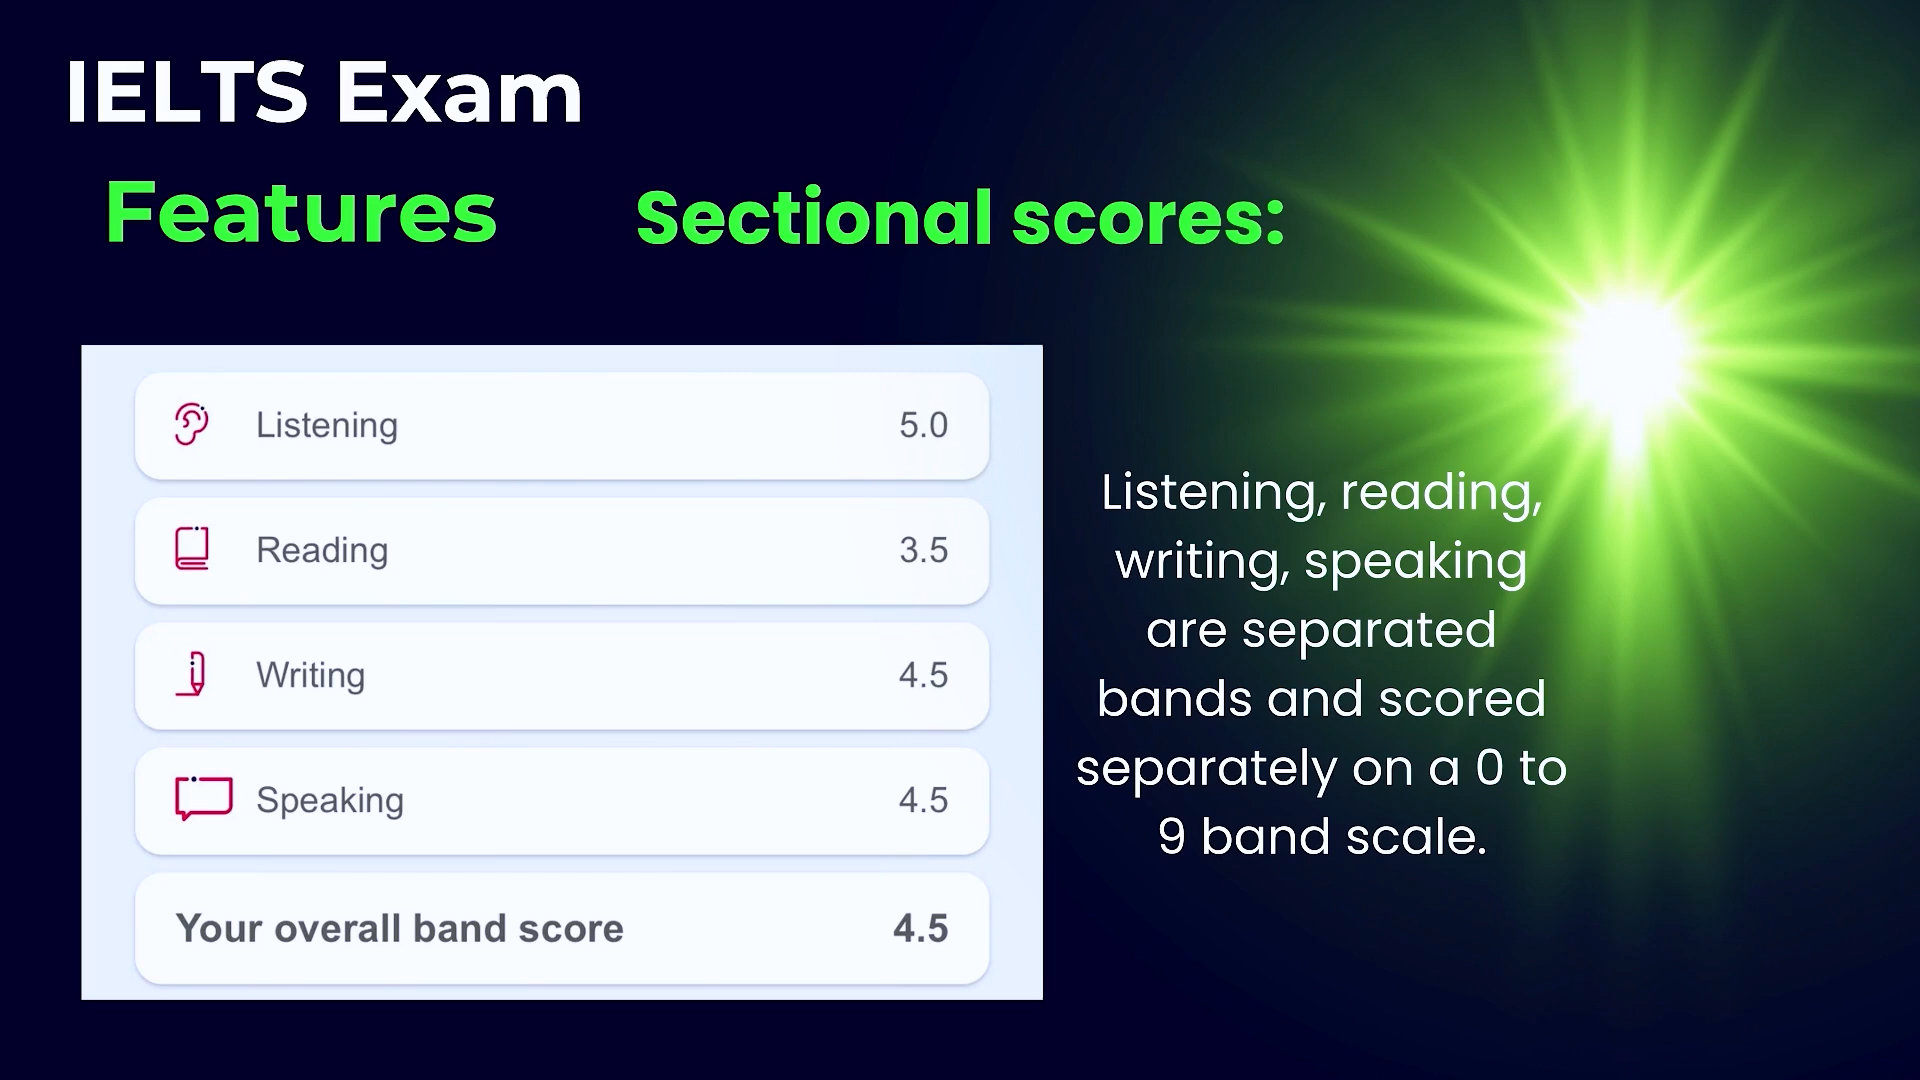 IELTS Exam
Features
Sectional scores:
Listening 5.0
Reading 3.5
Writing 4.5
Speaking 4.5
Your overall band score 4.5
Listening, reading,
writing, speaking
are separated
bands and scored
separately on a 0 to
9 band scale.